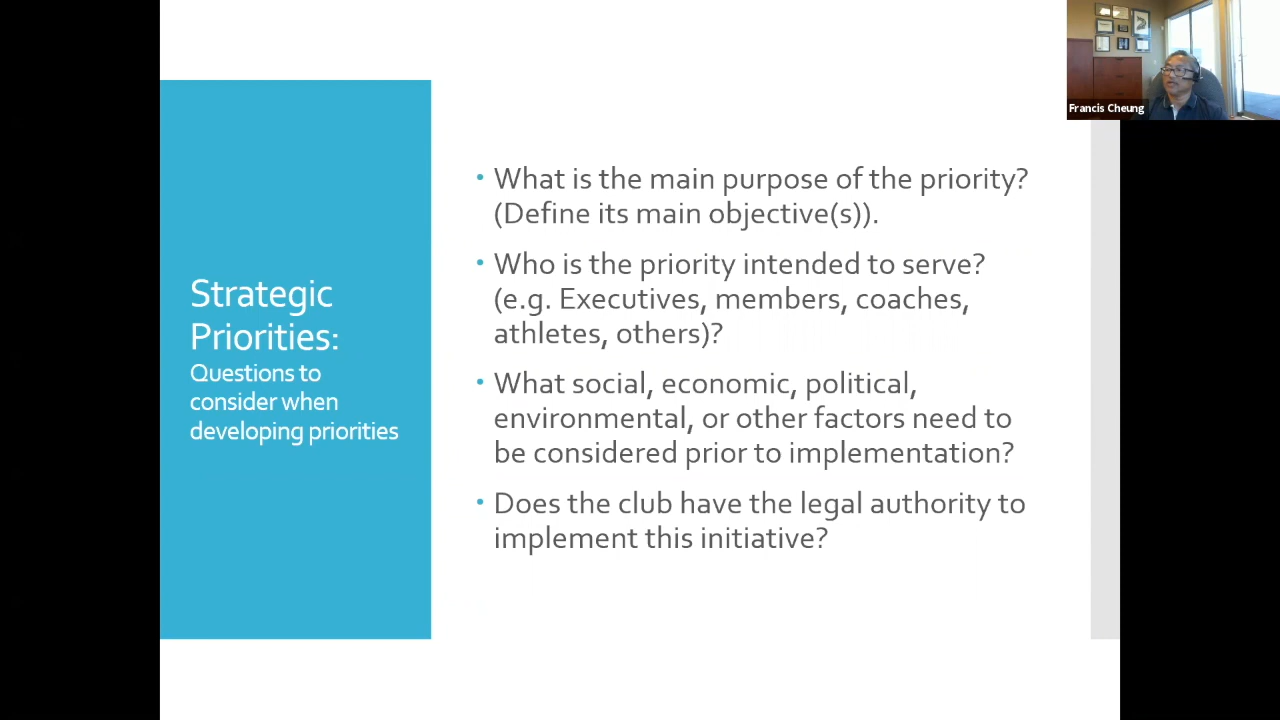 Francis Cheung
Strategic
Priorities:
Questions to
consider when
developing priorities
• What is the main purpose of the priority?
(Define its main objective(s)).
• Who is the priority intended to serve?
(e.g. Executives, members, coaches,
athletes, others)?
• What social, economic, political,
environmental, or other factors need to
be considered prior to implementation?
• Does the club have the legal authority to
implement this initiative?